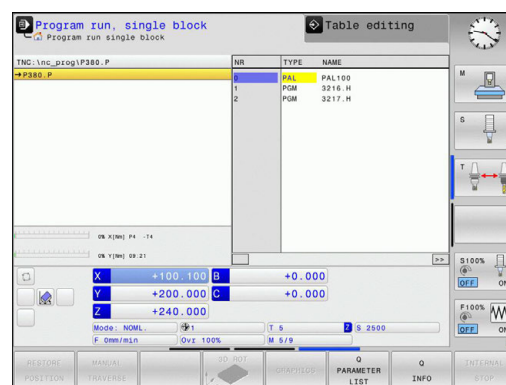 Program run, single block
Program run single block
Table editing
TNC:\nc_prog\P380.P
→P380.P
NR TYPE NAME
0 PAL PAL100
1 PGM 3216.H
2 PGM 3217.H
0% X[Nm] P4 -T4
0% Y[Nm] 09:21
>>
X +100.100 B +0.000
Y +200.000 C +0.000
Z +240.000
Mode: NOML. 1 T 5 Z S 2500
F 0mm/min Ovr 100% M 5/9
M
S
T
S100%
OFF ON
F100%
OFF ON
RESTORE POSITION
MANUAL TRAVERSE
3D ROT
GRAPHICS
Q PARAMETER LIST
Q INFO
INTERNAL STOP